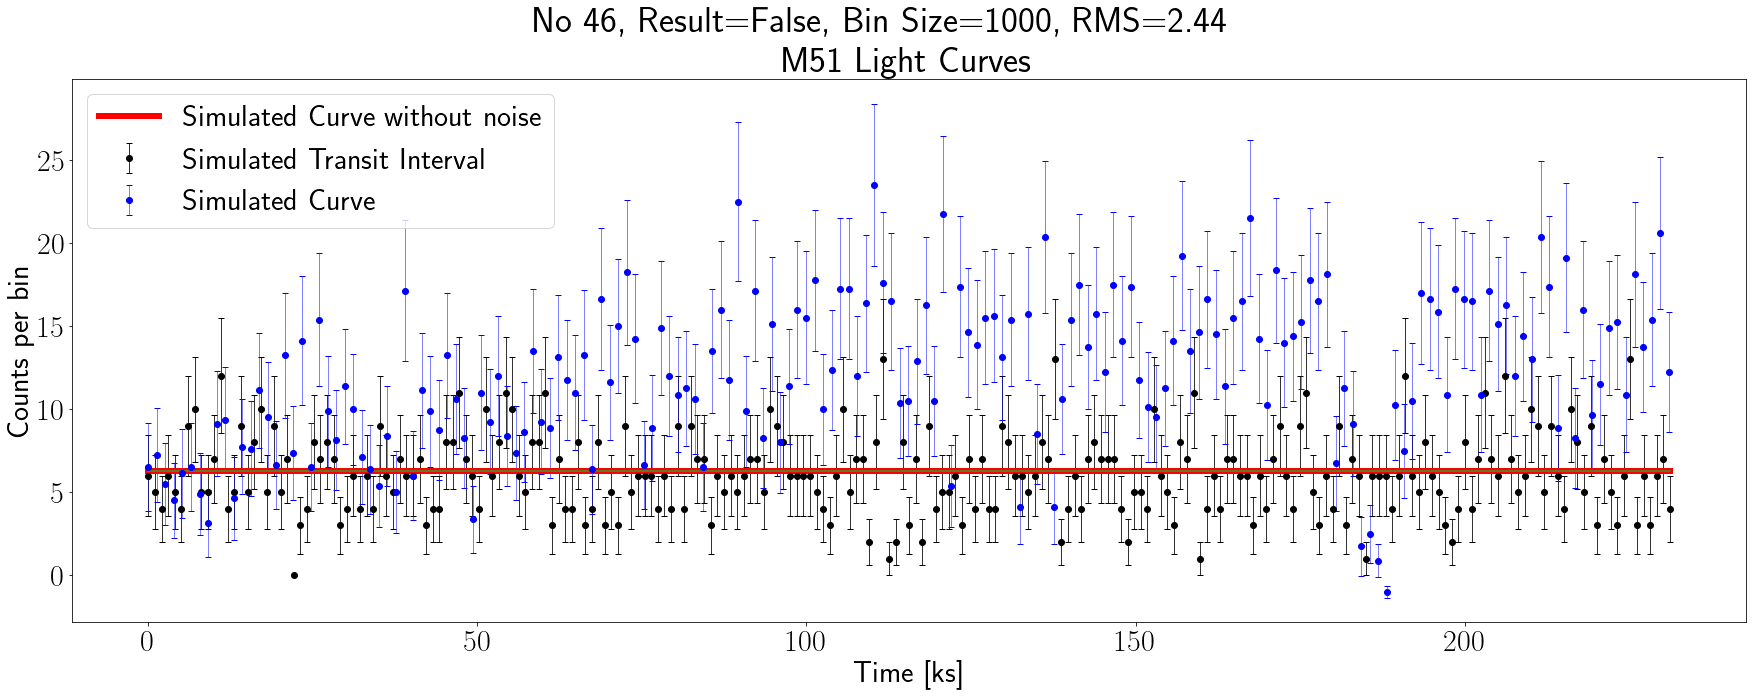 No 46, Result=False, Bin Size=1000, RMS=2.44
M51 Light Curves
Simulated Curve without noise
Simulated Transit Interval
Simulated Curve
Counts per bin
25
20
15
10
5
0
0 50 100 150 200
Time [ks]